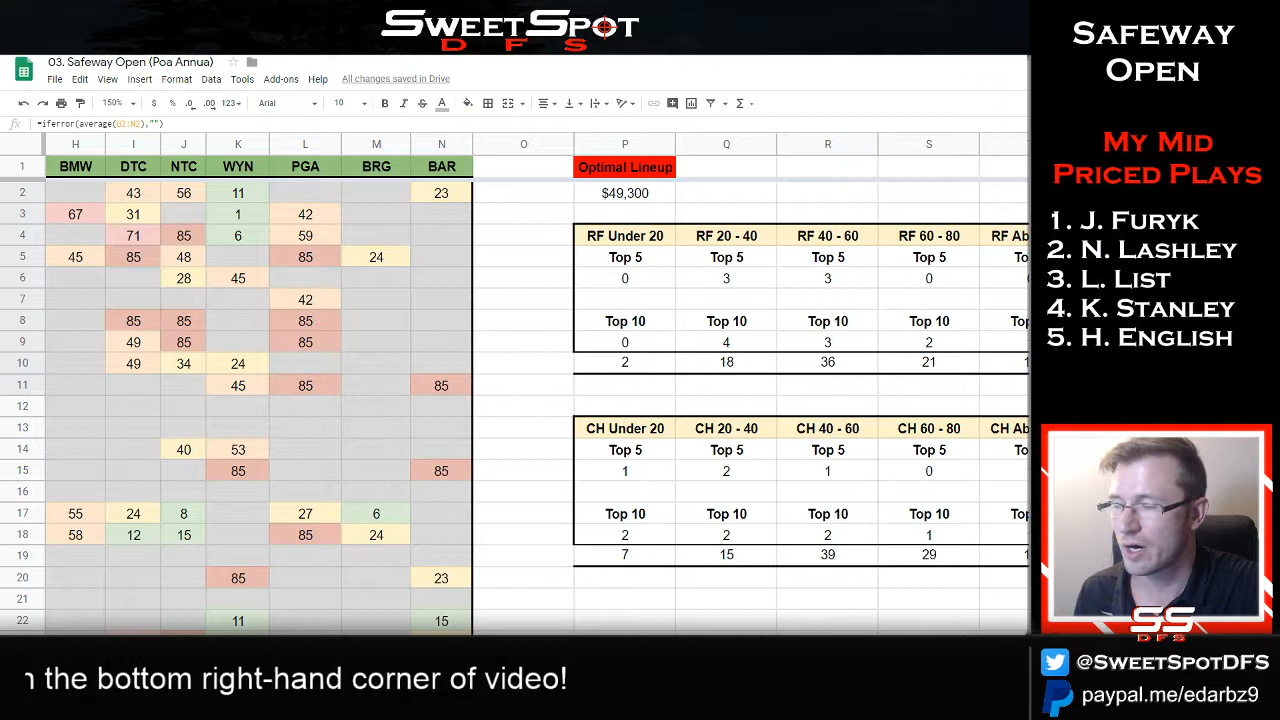 SweetSpot
DFS
03. Safeway Open (Poa Annua)
File Edit View Insert Format Data Tools Add-ons Help All changes saved in Drive
150% $ % .0 .00 123 Arial 10 B I S A
fx =iferror(average(G2:N2),"")
H I J K L M N O P Q R S
1 BMW DTC NTC WYN PGA BRG BAR Optimal Lineup
2 43 56 11 23 $49,300
3 67 31 1 42
4 71 85 6 59 RF Under 20 RF 20 - 40 RF 40 - 60 RF 60 - 80 RF Ab
5 45 85 48 85 24 Top 5 Top 5 Top 5 Top 5
6 28 45 0 3 3 0
7 42
8 85 85 85 Top 10 Top 10 Top 10 Top 10
9 49 85 85 0 4 3 2
10 49 34 24 2 18 36 21
11 45 85 85
12
13 CH Under 20 CH 20 - 40 CH 40 - 60 CH 60 - 80 CH Ab
14 40 53 Top 5 Top 5 Top 5 Top 5
15 85 85 1 2 1 0
16
17 55 24 8 27 6 Top 10 Top 10 Top 10 Top 10
18 58 12 15 85 24 2 2 2 1
19 7 15 39 29
20 85 23
21
22 11 15
Safeway
Open
My Mid
Priced Plays
1. J. Furyk
2. N. Lashley
3. L. List
4. K. Stanley
5. H. English
SS
DFS
@SweetSpotDFS
paypal.me/edarbz9
the bottom right-hand corner of video!